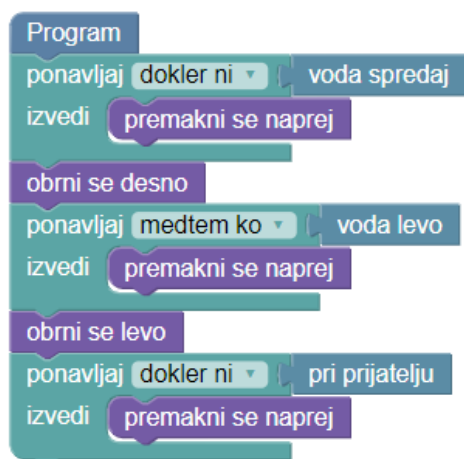 Program
ponavljaj dokler ni voda spredaj
izvedi premakni se naprej
obrni se desno
ponavljaj medtem ko voda levo
izvedi premakni se naprej
obrni se levo
ponavljaj dokler ni pri prijatelju
izvedi premakni se naprej